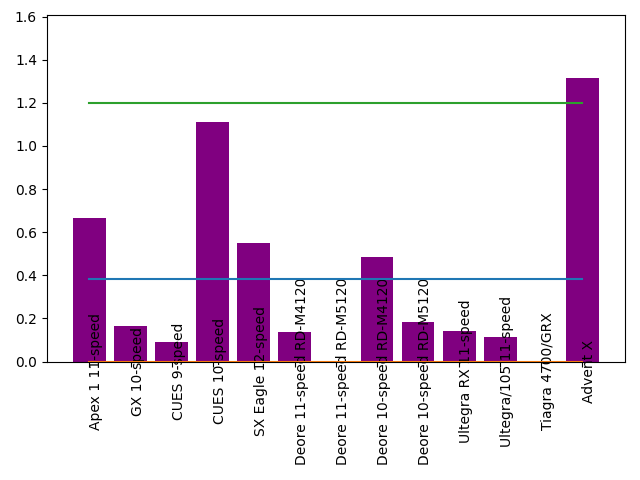 1.6
1.4
1.2
1.0
0.8
0.6
0.4
0.2
0.0
Apex 1 11-speed
GX 10-speed
CUES 9-speed
CUES 10-speed
SX Eagle 12-speed
Deore 11-speed RD-M4120
Deore 11-speed RD-M5120
Deore 10-speed RD-M4120
Deore 10-speed RD-M5120
Ultegra RX 11-speed
Ultegra/105 11-speed
Tiagra 4700/GRX
Advent X